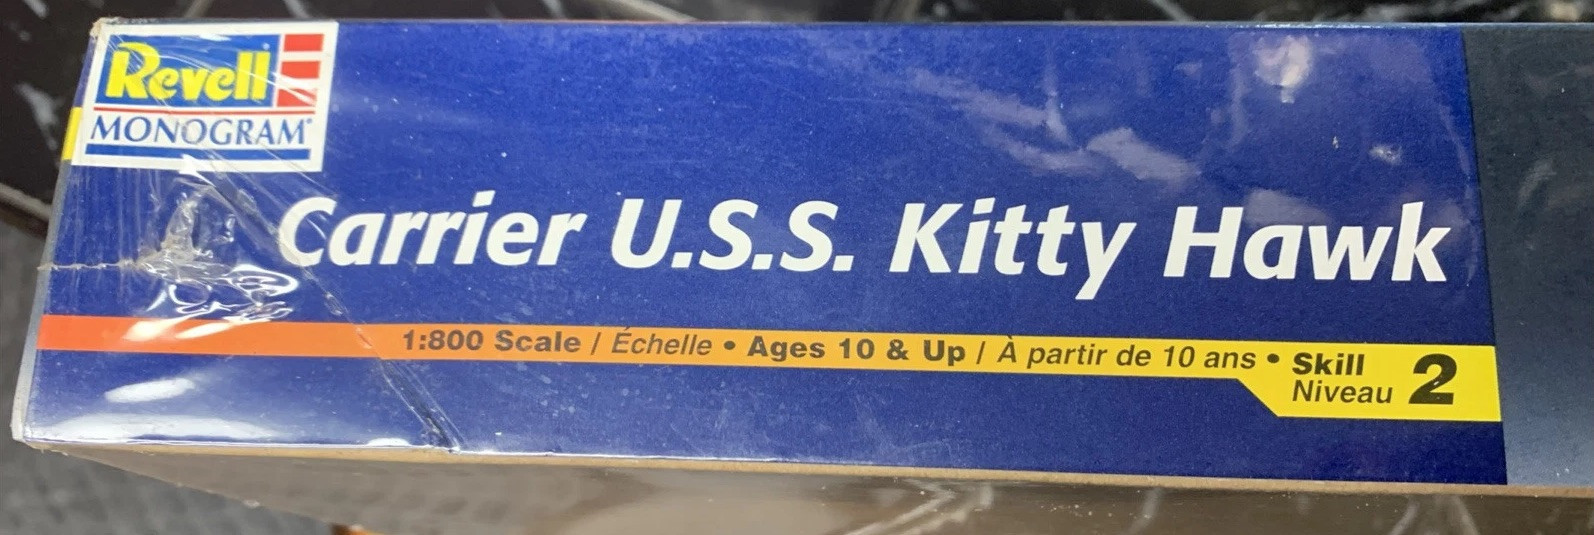 Revell
MONOGRAM
Carrier U.S.S. Kitty Hawk
1:800 Scale / Échelle • Ages 10 & Up / À partir de 10 ans • Skill 2
Niveau